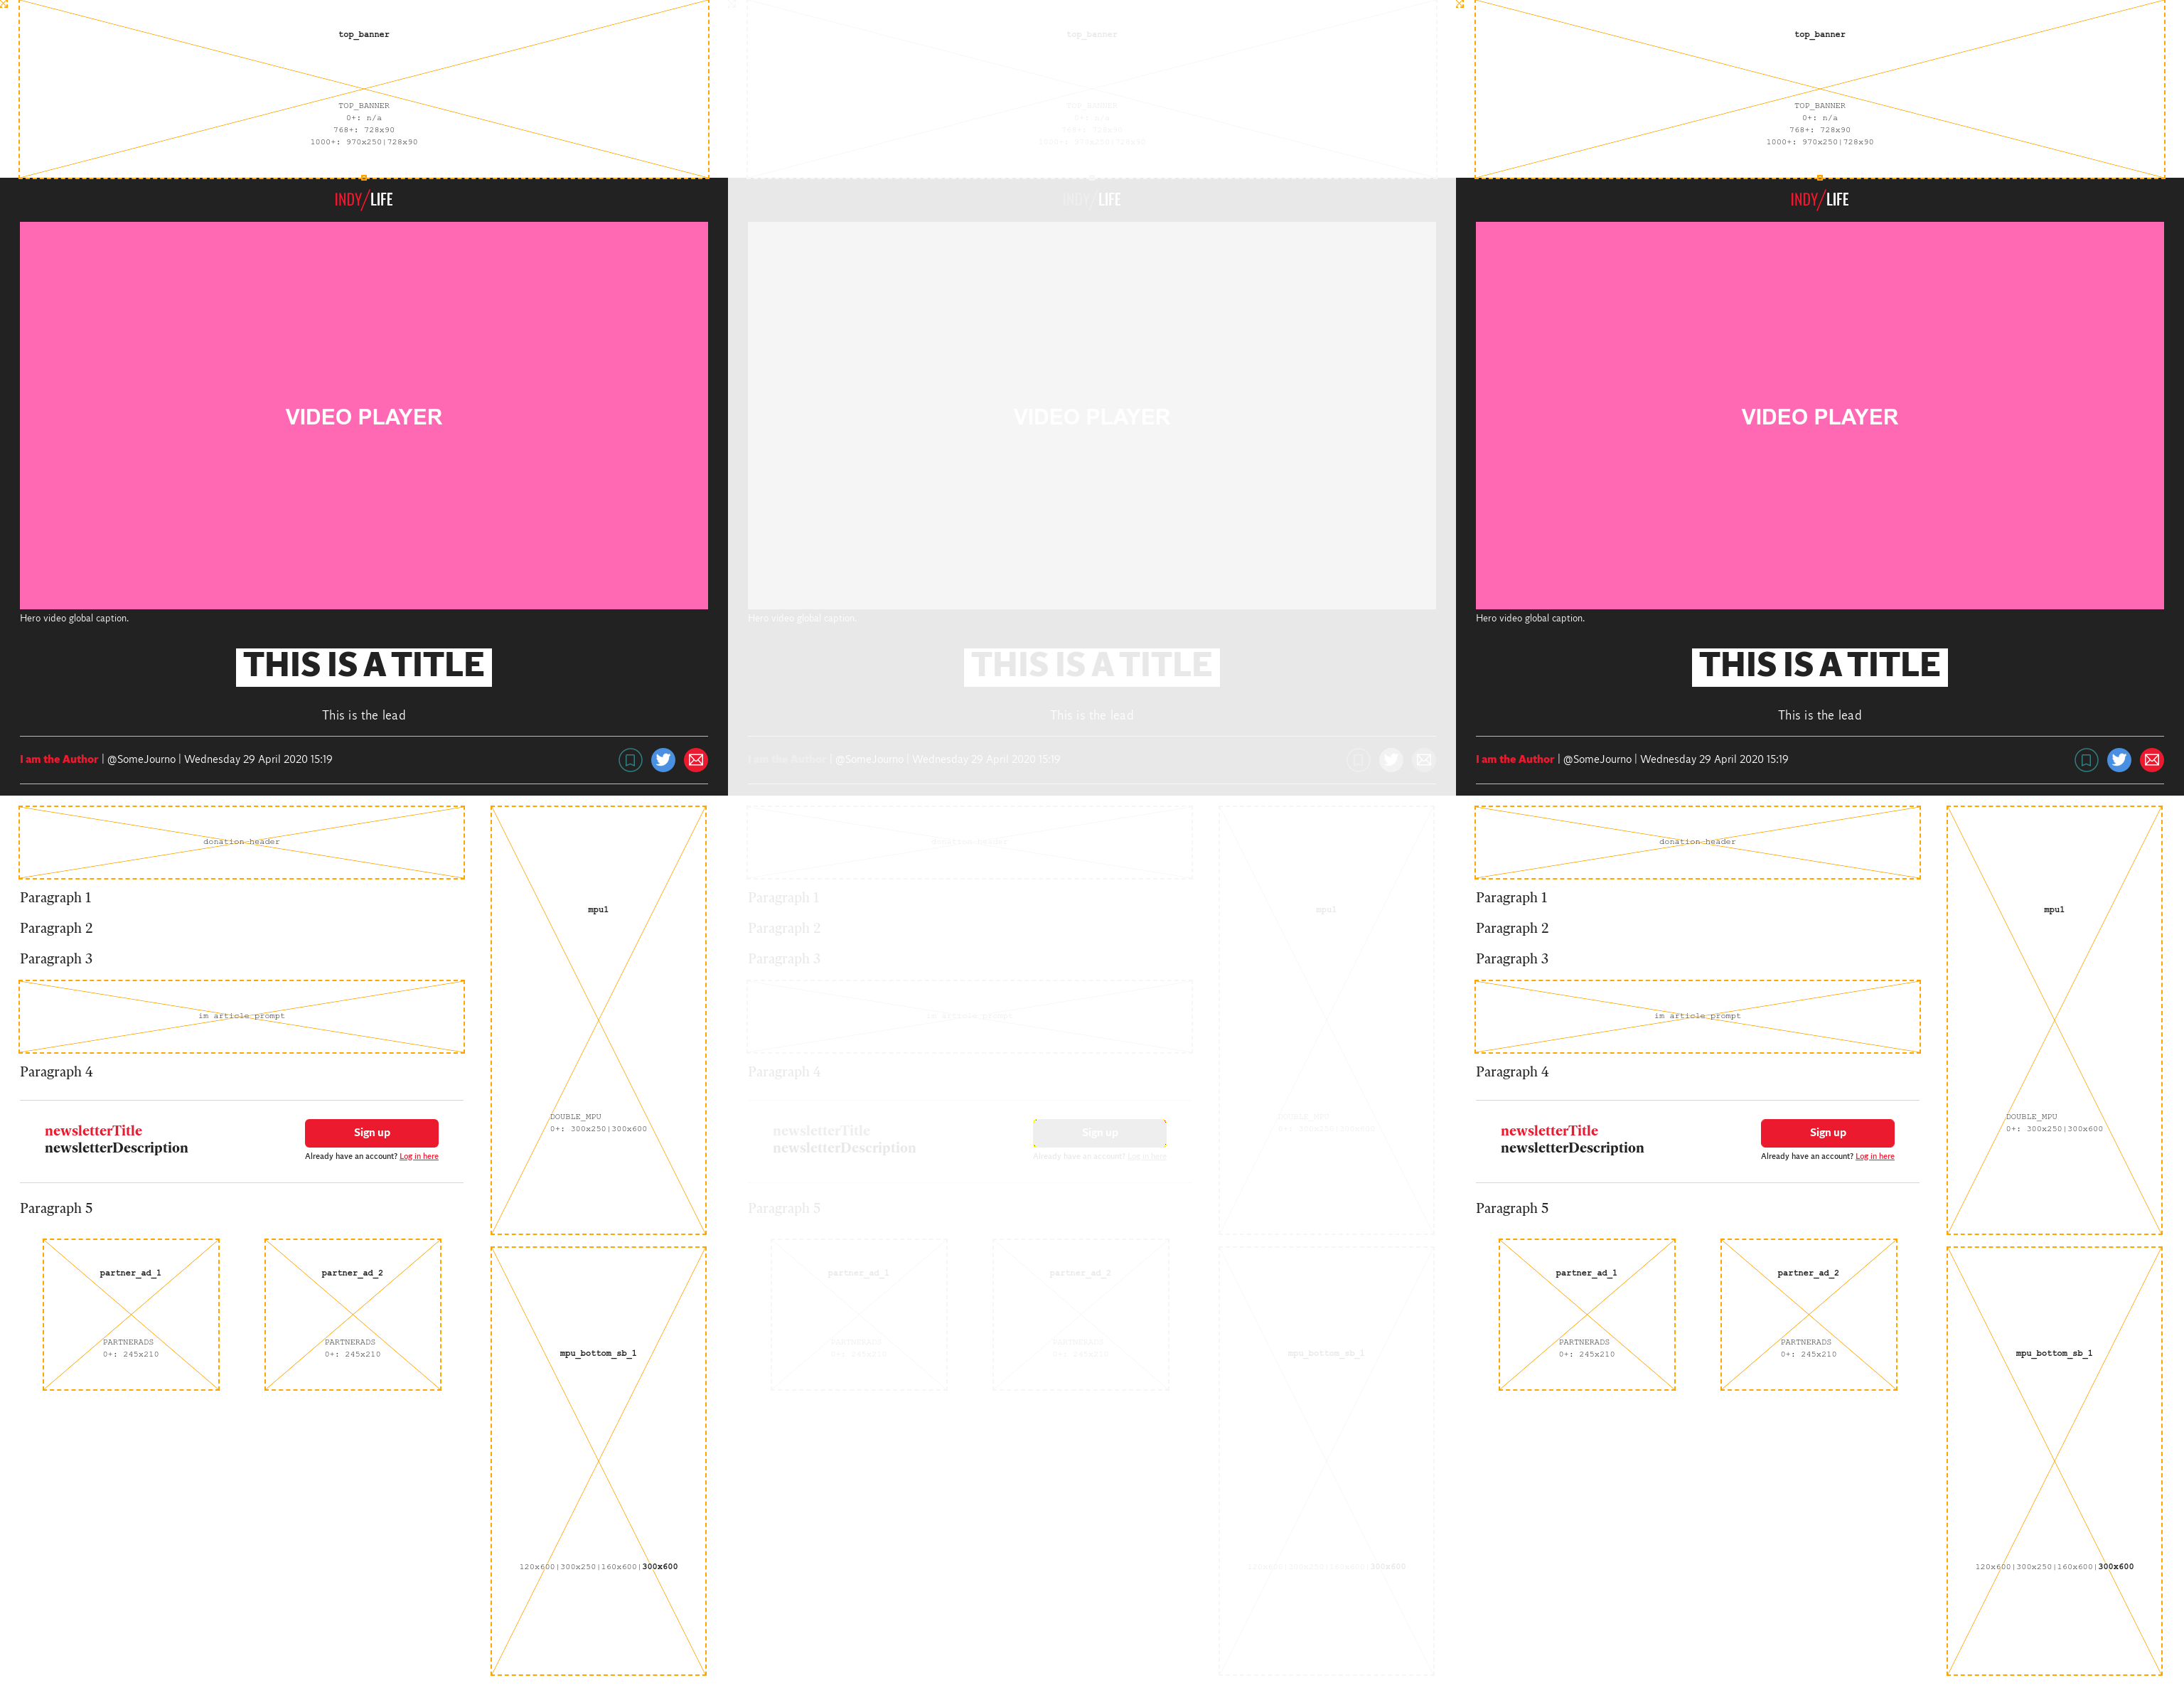 top_banner
TOP_BANNER
0+: n/a
768+: 728x90
1000+: 970x250|728x90
INDY/LIFE
VIDEO PLAYER
Hero video global caption.
THIS IS A TITLE
This is the lead
I am the Author | @SomeJourno | Wednesday 29 April 2020 15:19
donation header
Paragraph 1
Paragraph 2
Paragraph 3
in article prompt
Paragraph 4
newsletterTitle
newsletterDescription
Sign up
Already have an account? Log in here
Paragraph 5
partner_ad_1
PARTNERADS
0+: 245x210
partner_ad_2
PARTNERADS
0+: 245x210
mpu1
DOUBLE_MPU
0+: 300x250|300x600
mpu_bottom_sb_1
120x600|300x250|160x600|300x600
top_banner
TOP_BANNER
0+: n/a
768+: 728x90
1000+: 970x250|728x90
INDY/LIFE
VIDEO PLAYER
Hero video global caption.
THIS IS A TITLE
This is the lead
I am the Author | @SomeJourno | Wednesday 29 April 2020 15:19
donation header
Paragraph 1
Paragraph 2
Paragraph 3
in article prompt
Paragraph 4
newsletterTitle
newsletterDescription
Sign up
Already have an account? Log in here
Paragraph 5
partner_ad_1
PARTNERADS
0+: 245x210
partner_ad_2
PARTNERADS
0+: 245x210
mpu1
DOUBLE_MPU
0+: 300x250|300x600
mpu_bottom_sb_1
120x600|300x250|160x600|300x600
top_banner
TOP_BANNER
0+: n/a
768+: 728x90
1000+: 970x250|728x90
INDY/LIFE
VIDEO PLAYER
Hero video global caption.
THIS IS A TITLE
This is the lead
I am the Author | @SomeJourno | Wednesday 29 April 2020 15:19
donation header
Paragraph 1
Paragraph 2
Paragraph 3
in article prompt
Paragraph 4
newsletterTitle
newsletterDescription
Sign up
Already have an account? Log in here
Paragraph 5
partner_ad_1
PARTNERADS
0+: 245x210
partner_ad_2
PARTNERADS
0+: 245x210
mpu1
DOUBLE_MPU
0+: 300x250|300x600
mpu_bottom_sb_1
120x600|300x250|160x600|300x600